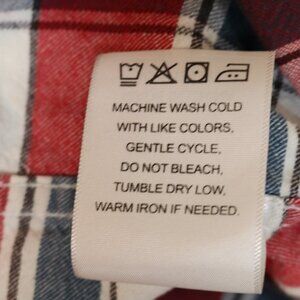 MACHINE WASH COLD
WITH LIKE COLORS.
GENTLE CYCLE,
DO NOT BLEACH,
TUMBLE DRY LOW,
WARM IRON IF NEEDED.